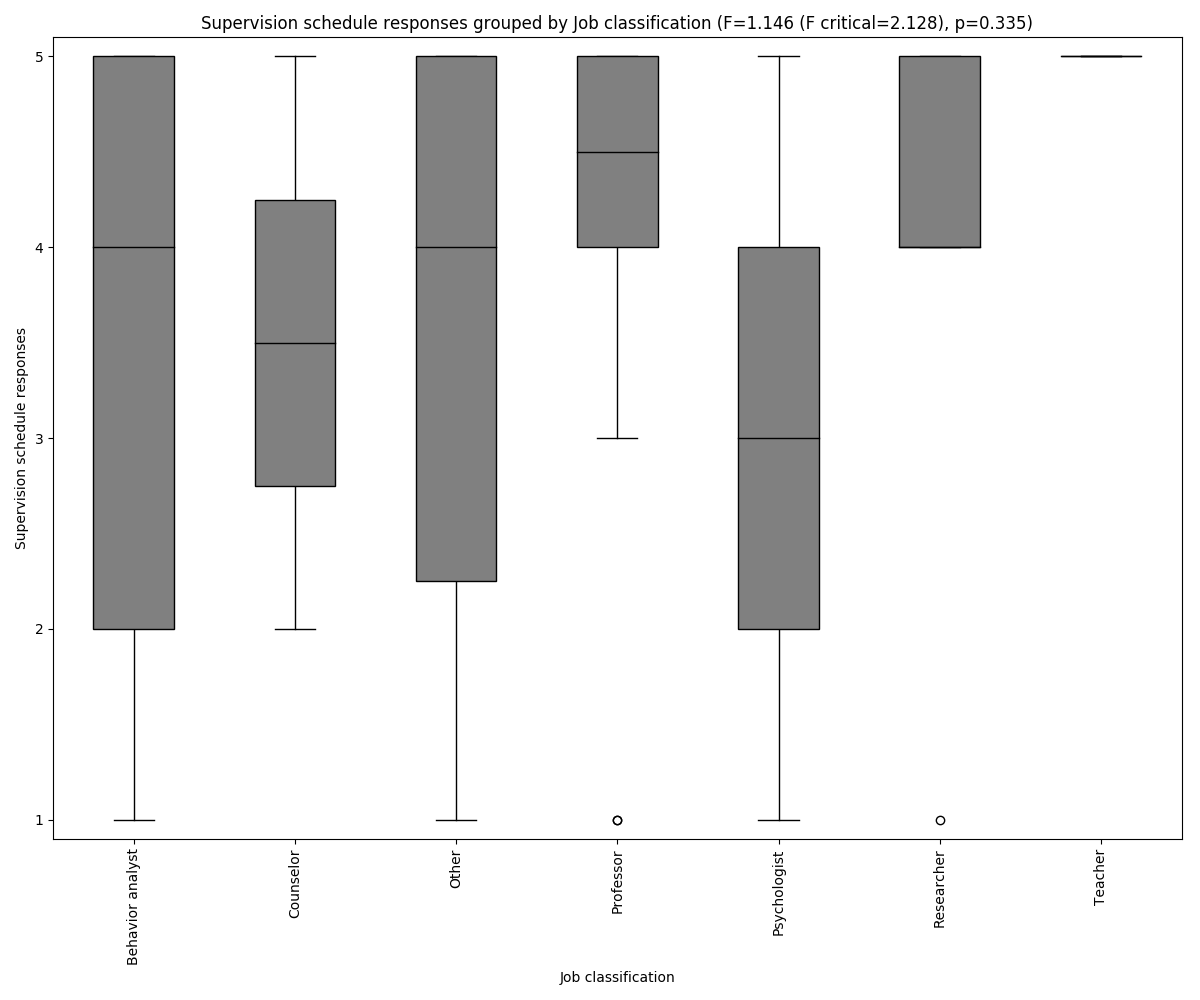 Supervision schedule responses grouped by Job classification (F=1.146 (F critical=2.128), p=0.335)
Supervision schedule responses
5
4
3
2
1
Behavior analyst
Counselor
Other
Professor
Psychologist
Researcher
Teacher
Job classification